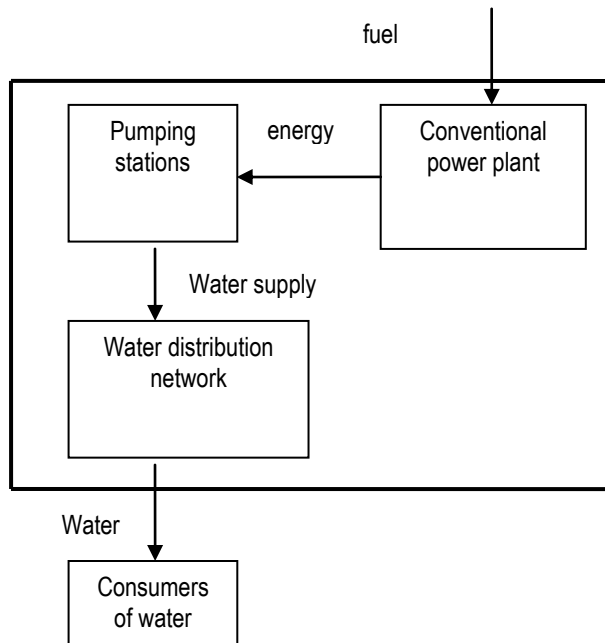 fuel
Pumping
stations
energy
Conventional
power plant
Water supply
Water distribution
network
Water
Consumers
of water